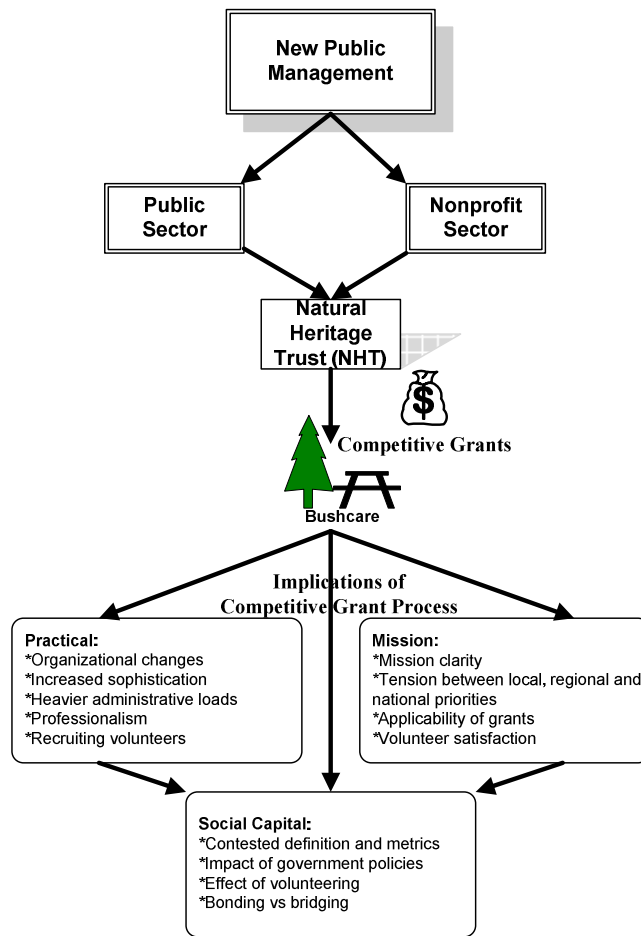 New Public
Management
Public
Sector
Nonprofit
Sector
Natural
Heritage
Trust (NHT)
$
Competitive Grants
Bushcare
Implications of
Competitive Grant Process
Practical:
*Organizational changes
*Increased sophistication
*Heavier administrative loads
*Professionalism
*Recruiting volunteers
Mission:
*Mission clarity
*Tension between local, regional and
national priorities
*Applicability of grants
*Volunteer satisfaction
Social Capital:
*Contested definition and metrics
*Impact of government policies
*Effect of volunteering
*Bonding vs bridging